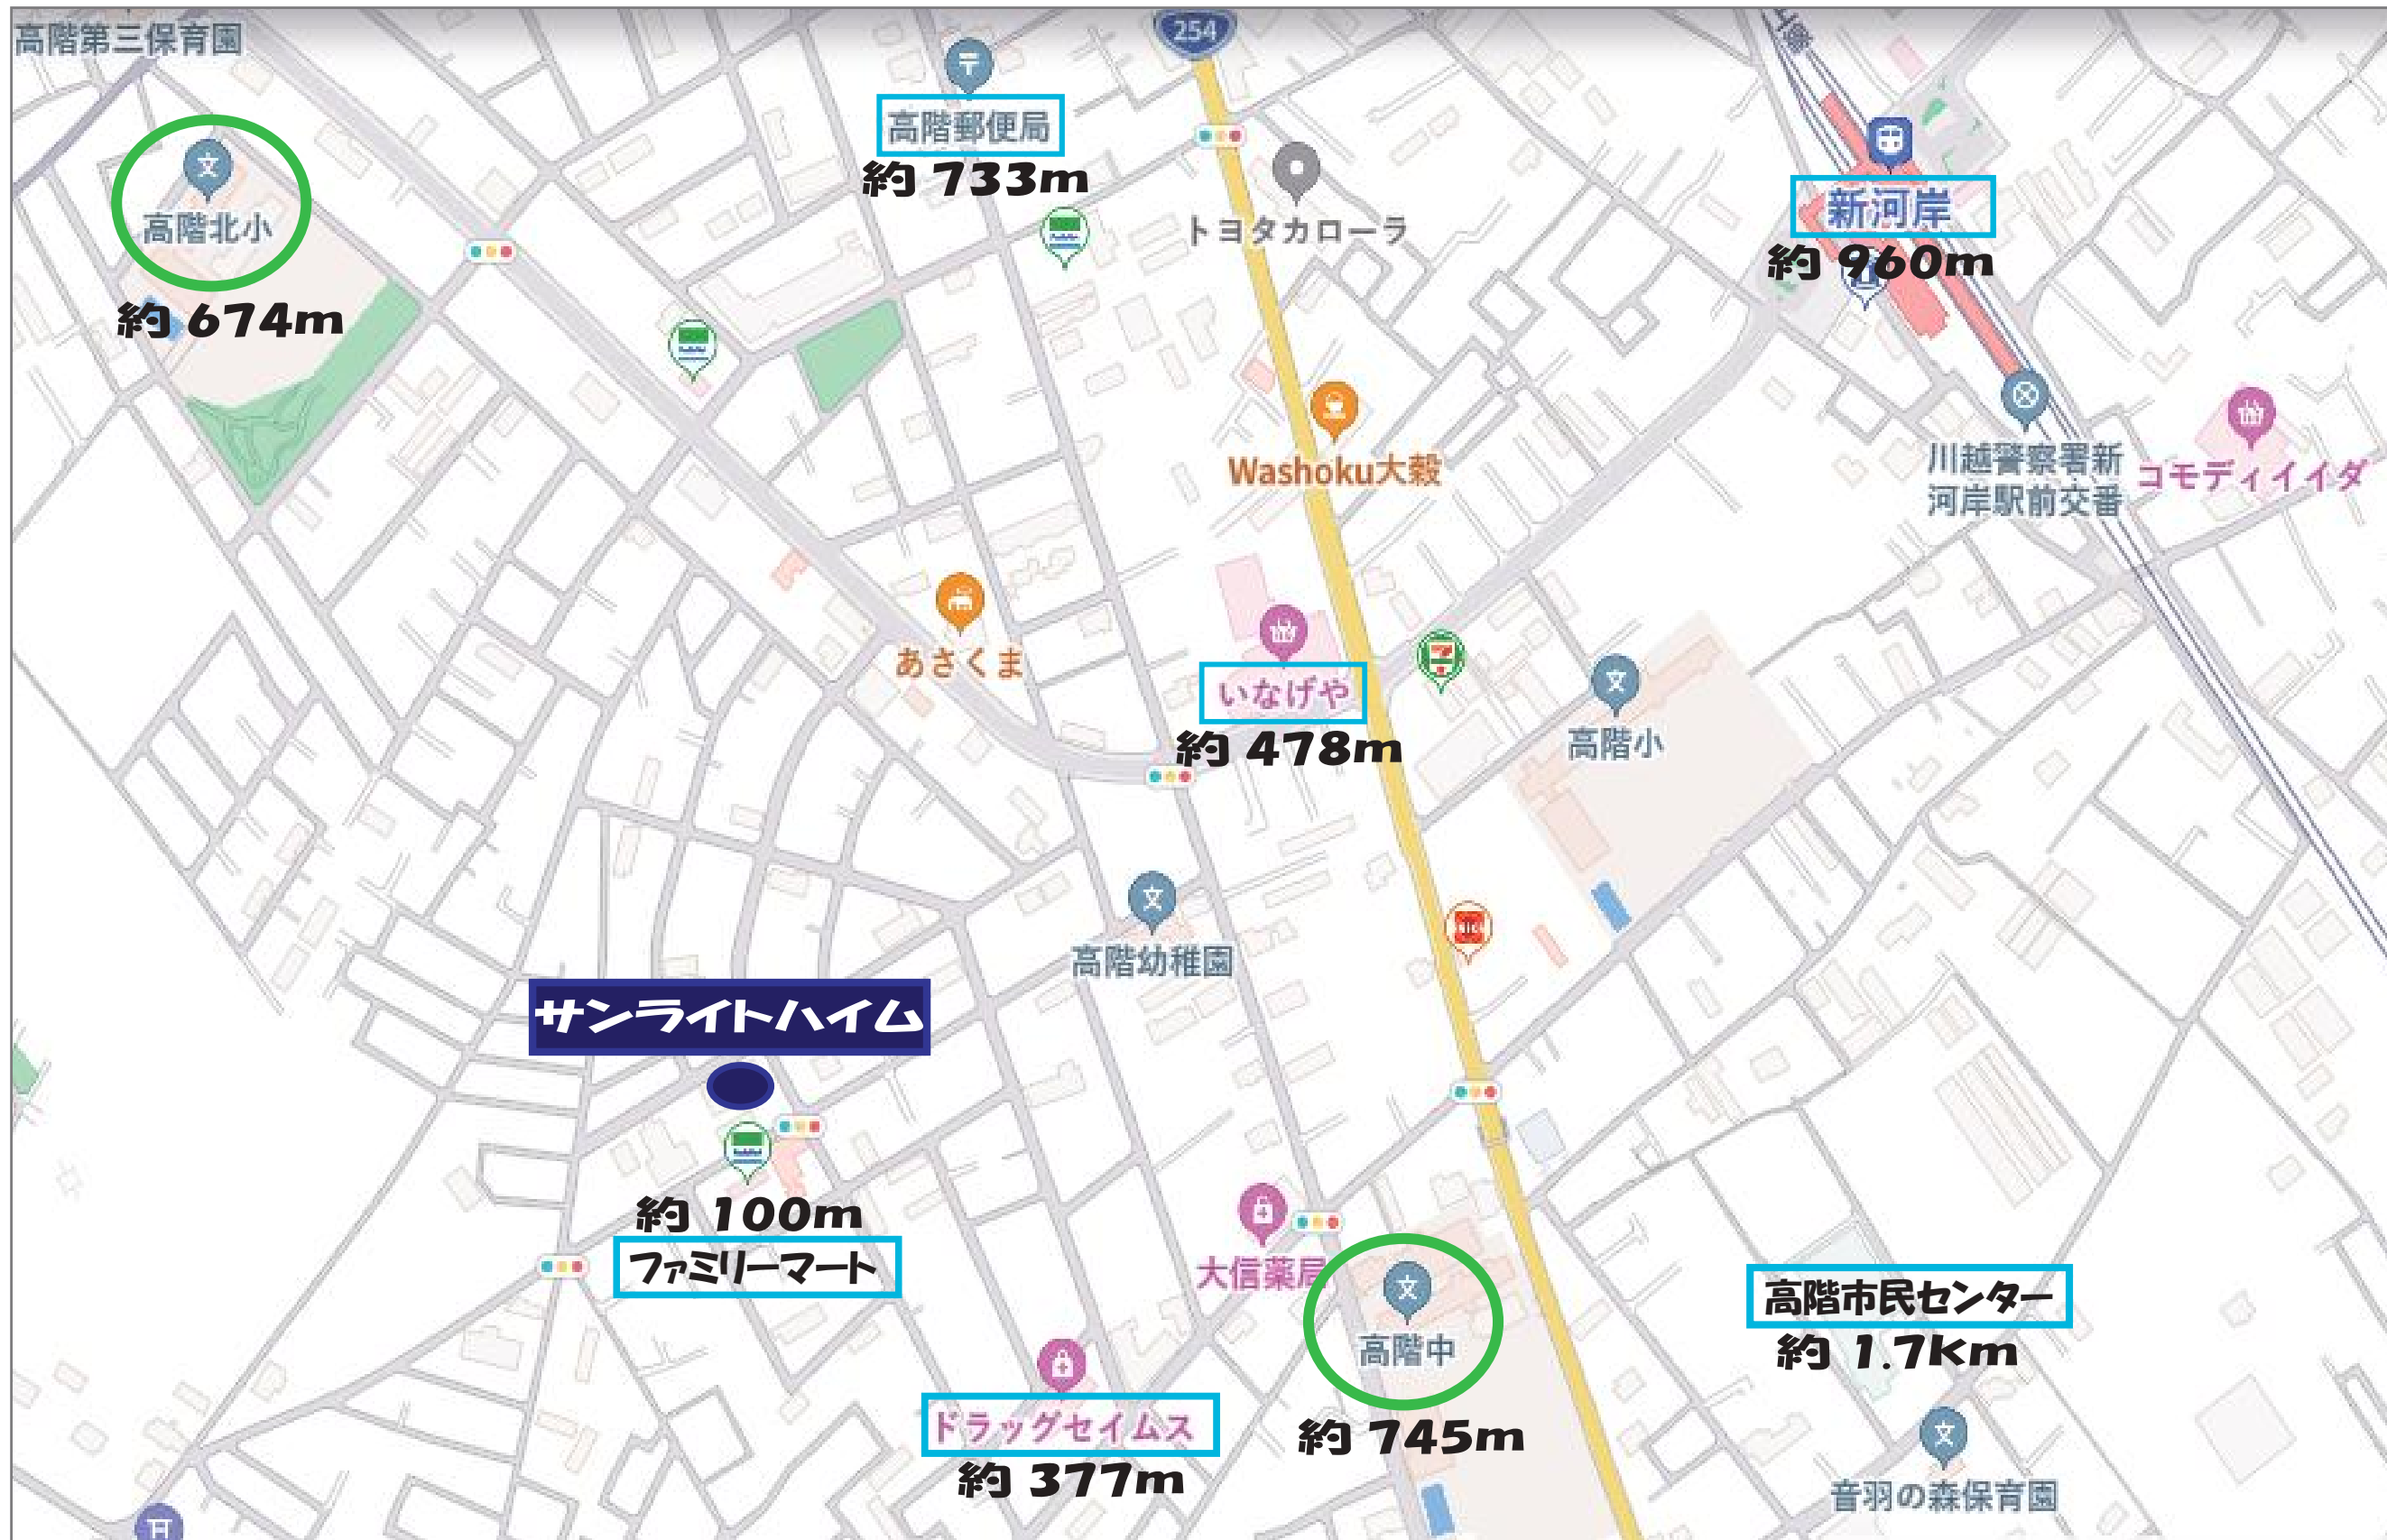 高階第三保育園
254
高階郵便局
約 733m
高階北小
約 674m
トヨタカローラ
新河岸
約 960m
Washoku大穀
川越警察署新
河岸駅前交番
コモディイイダ
あさくま
いなげや
約 478m
高階小
高階幼稚園
サンライトハイム
約 100m
ファミリーマート
大信薬局
高階中
約 745m
高階市民センター
約 1.7km
ドラッグセイムス
約 377m
音羽の森保育園